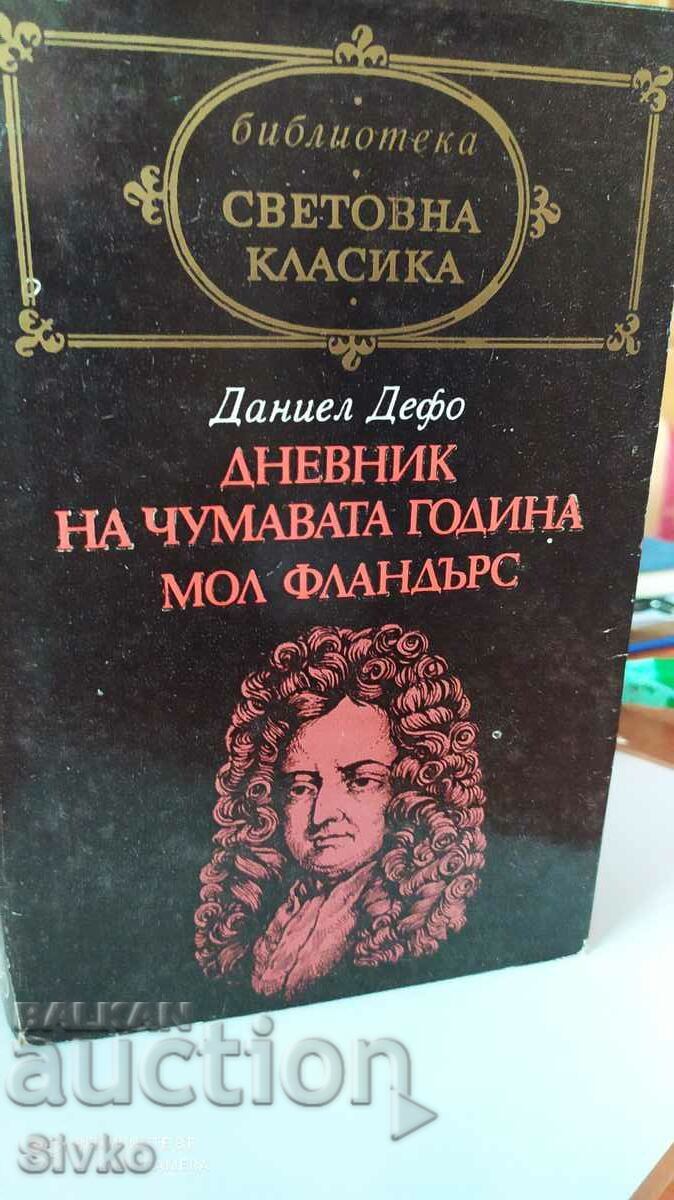 библиотека
СВЕТОВНА
КЛАСИКА
Даниел Дефо
ДНЕВНИК
НА ЧУМАВАТА ГОДИНА
МОЛ ФЛАНДЪРС
BALKAN
auction
Sivko